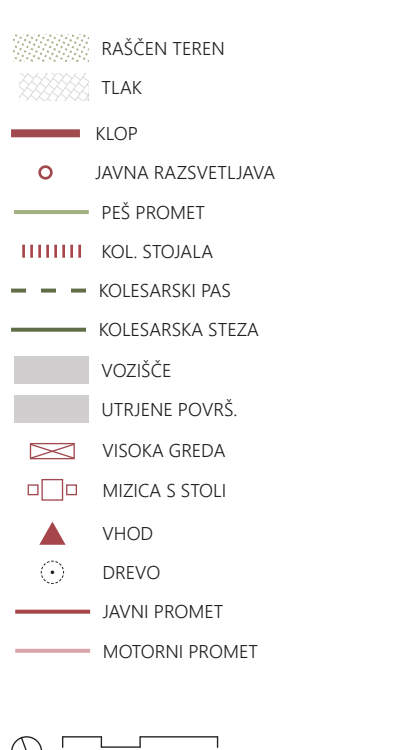 RAŠČEN TEREN
TLAK
KLOP
JAVNA RAZSVETLJAVA
PEŠ PROMET
KOL. STOJALA
KOLESARSKI PAS
KOLESARSKA STEZA
VOZIŠČE
UTRJENE POVRŠ.
VISOKA GREDA
MIZICA S STOLI
VHOD
DREVO
JAVNI PROMET
MOTORNI PROMET